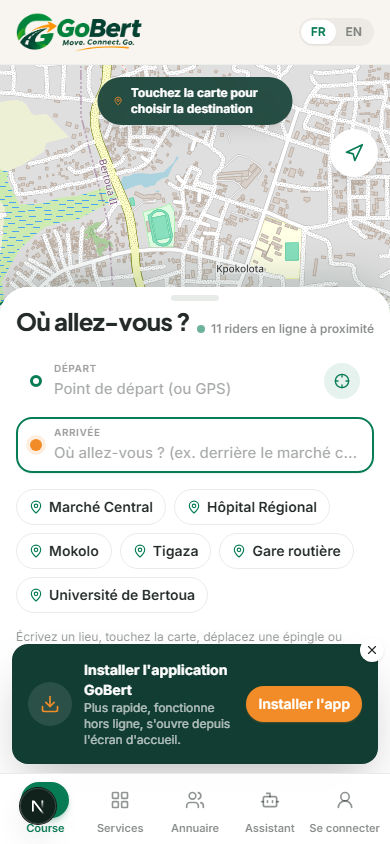 GoBert
Move. Connect. Go.
FR
EN
Touchez la carte pour
choisir la destination
Bertoua II
Kpokolota
Où allez-vous ?
11 riders en ligne à proximité
DÉPART
Point de départ (ou GPS)
ARRIVÉE
Où allez-vous ? (ex. derrière le marché c...
Marché Central
Hôpital Régional
Mokolo
Tigaza
Gare routière
Université de Bertoua
Écrivez un lieu, touchez la carte, déplacez une épingle ou
Installer l'application
GoBert
Plus rapide, fonctionne
hors ligne, s'ouvre depuis
l'écran d'accueil.
Installer l'app
N
Course
Services
Annuaire
Assistant
Se connecter